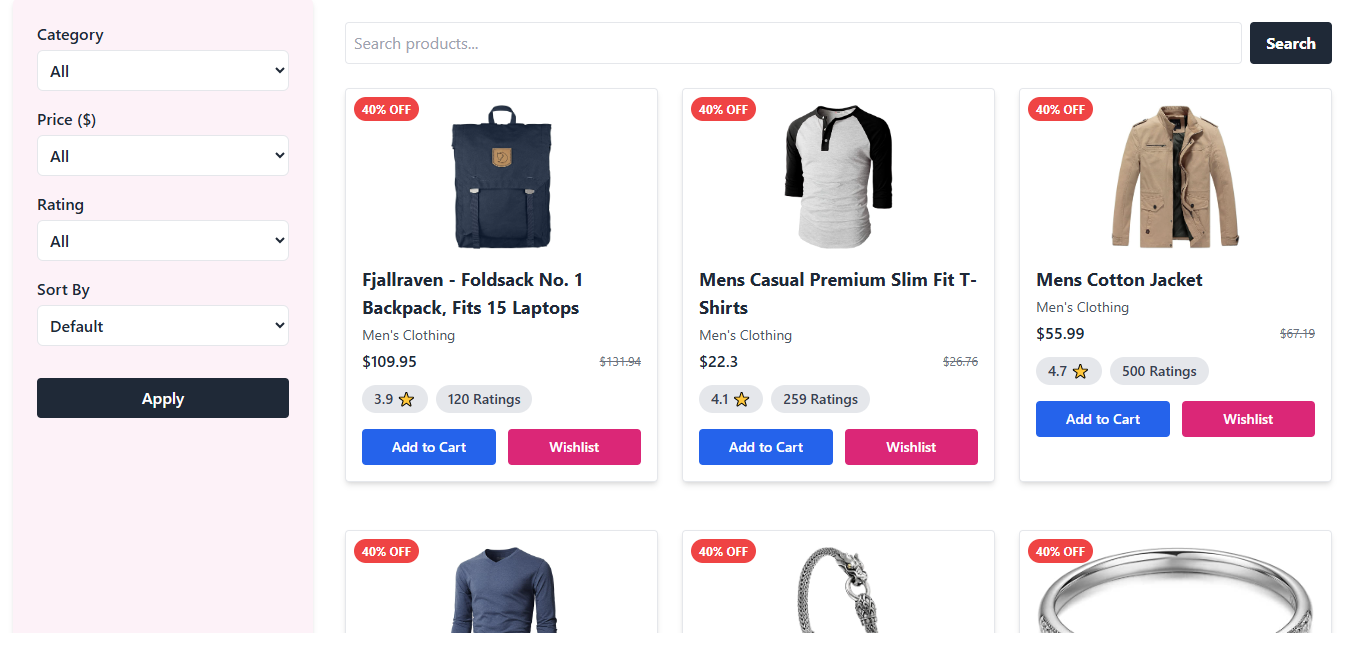 Category
All
Price ($)
All
Rating
All
Sort By
Default
Apply
Search products...
Search
40% OFF
Fjallraven - Foldsack No. 1
Backpack, Fits 15 Laptops
Men's Clothing
$109.95 $131.94
3.9 ⭐ 120 Ratings
Add to Cart Wishlist
40% OFF
Mens Casual Premium Slim Fit T-
Shirts
Men's Clothing
$22.3 $26.76
4.1 ⭐ 259 Ratings
Add to Cart Wishlist
40% OFF
Mens Cotton Jacket
Men's Clothing
$55.99 $67.19
4.7 ⭐ 500 Ratings
Add to Cart Wishlist
40% OFF
40% OFF
40% OFF